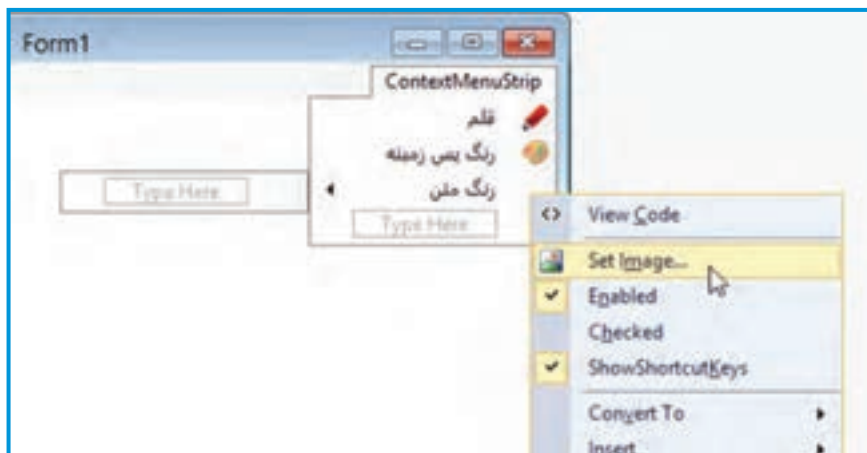 Form1
ContextMenuStrip
قلم
رنگ پس زمینه
رنگ متن
Type Here
Type Here
View Code
Set Image...
Enabled
Checked
ShowShortcutKeys
Convert To
Insert